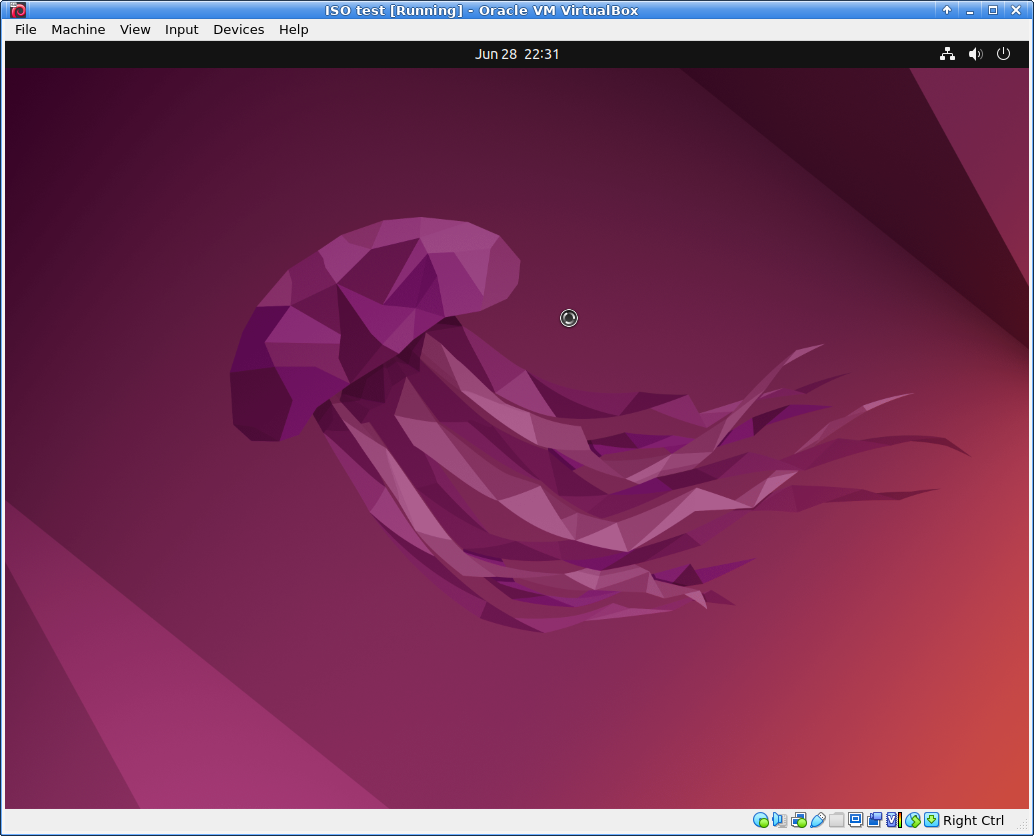 ISO test [Running] - Oracle VM VirtualBox
File Machine View Input Devices Help
Jun 28 22:31
Right Ctrl